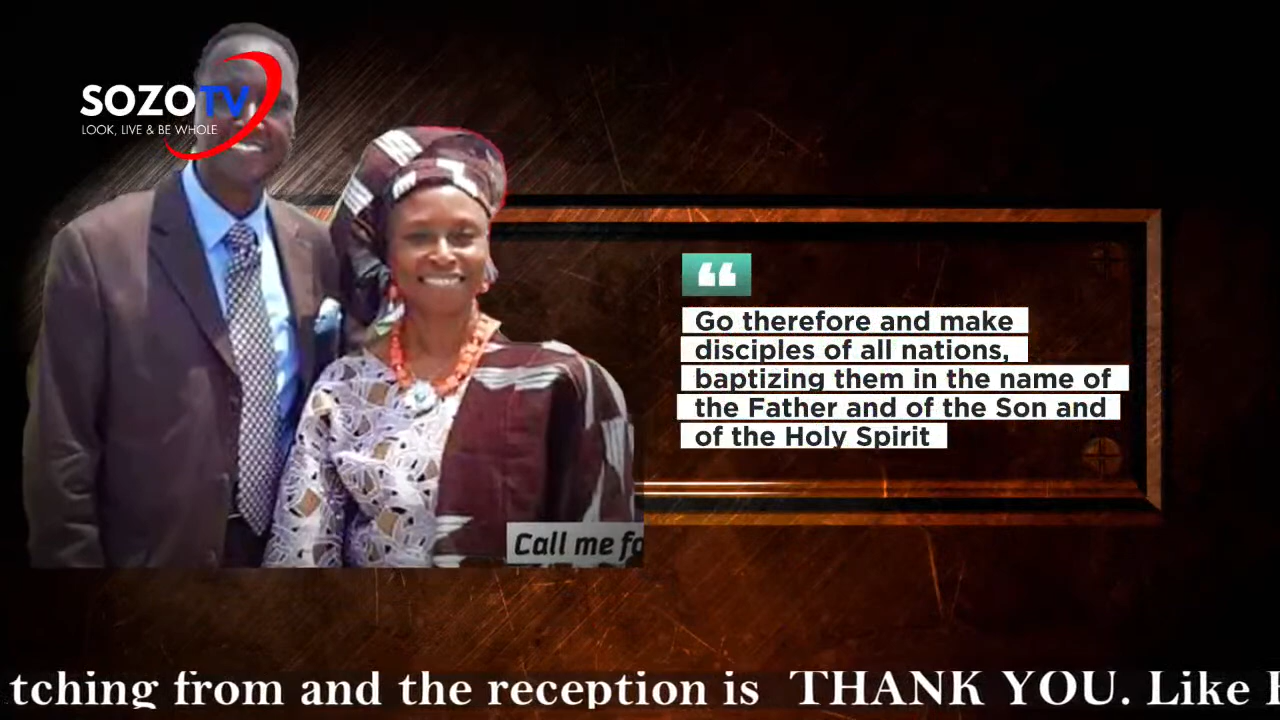 SOZOTV
LOOK, LIVE & BE WHOLE
Go therefore and make
disciples of all nations,
baptizing them in the name of
the Father and of the Son and
of the Holy Spirit
Call me fo
tching from and the reception is THANK YOU. Like